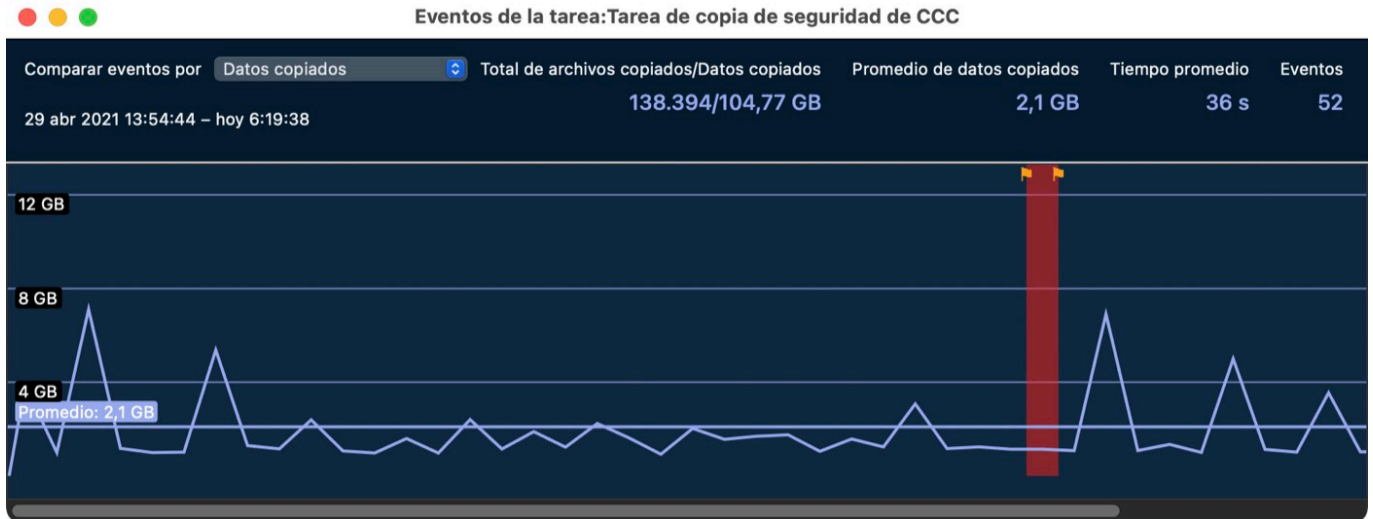 Eventos de la tarea:Tarea de copia de seguridad de CCC
Comparar eventos por Datos copiados Total de archivos copiados/Datos copiados Promedio de datos copiados Tiempo promedio Eventos
138.394/104,77 GB 2,1 GB 36 s 52
29 abr 2021 13:54:44 – hoy 6:19:38
12 GB
8 GB
4 GB
Promedio: 2,1 GB